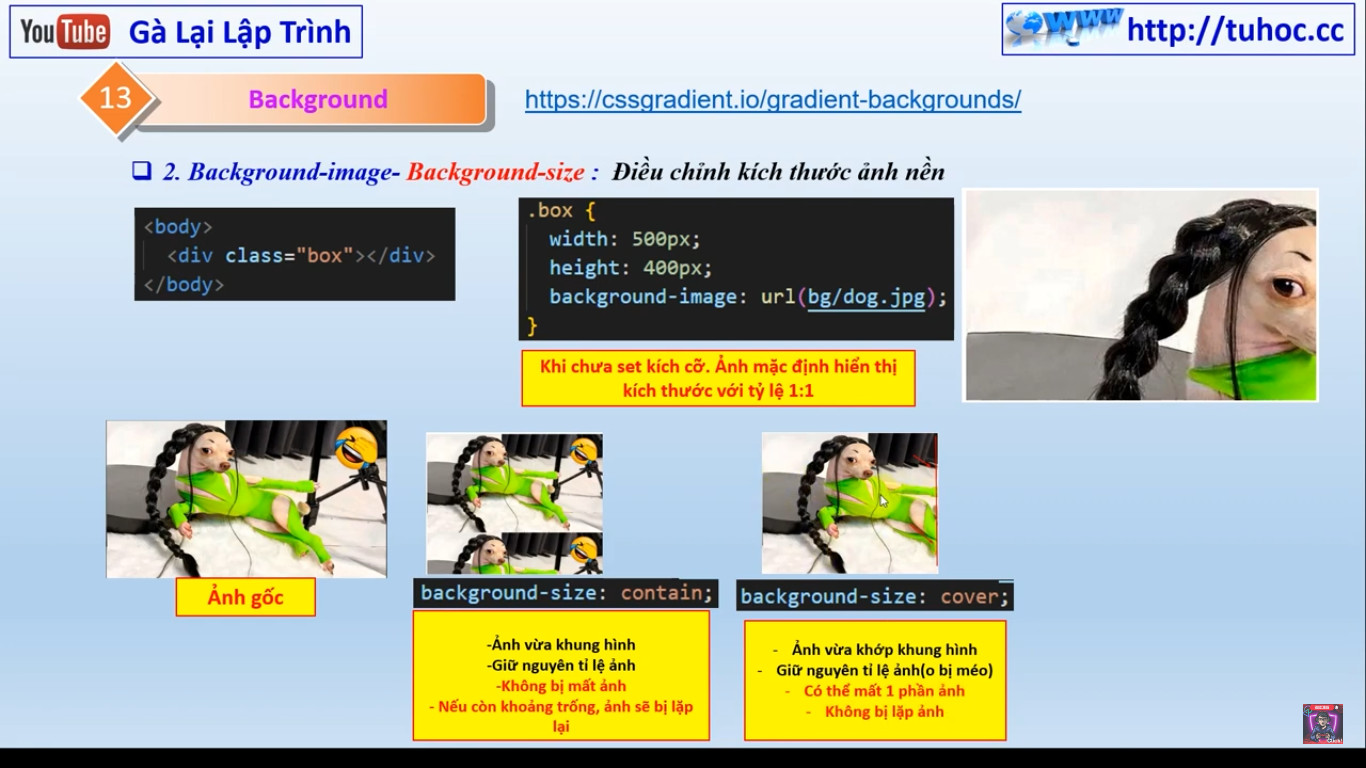 YouTube Gà Lại Lập Trình
www http://tuhoc.cc
13 Background
https://cssgradient.io/gradient-backgrounds/
2. Background-image- Background-size : Điều chỉnh kích thước ảnh nền
<body>
<div class="box"></div>
</body>
.box {
width: 500px;
height: 400px;
background-image: url(bg/dog.jpg);
}
Khi chưa set kích cỡ. Ảnh mặc định hiển thị
kích thước với tỷ lệ 1:1
Ảnh gốc
background-size: contain;
-Ảnh vừa khung hình
-Giữ nguyên tỉ lệ ảnh
-Không bị mất ảnh
- Nếu còn khoảng trống, ảnh sẽ bị lặp
lại
background-size: cover;
- Ảnh vừa khớp khung hình
- Giữ nguyên tỉ lệ ảnh(o bị méo)
- Có thể mất 1 phần ảnh
- Không bị lặp ảnh